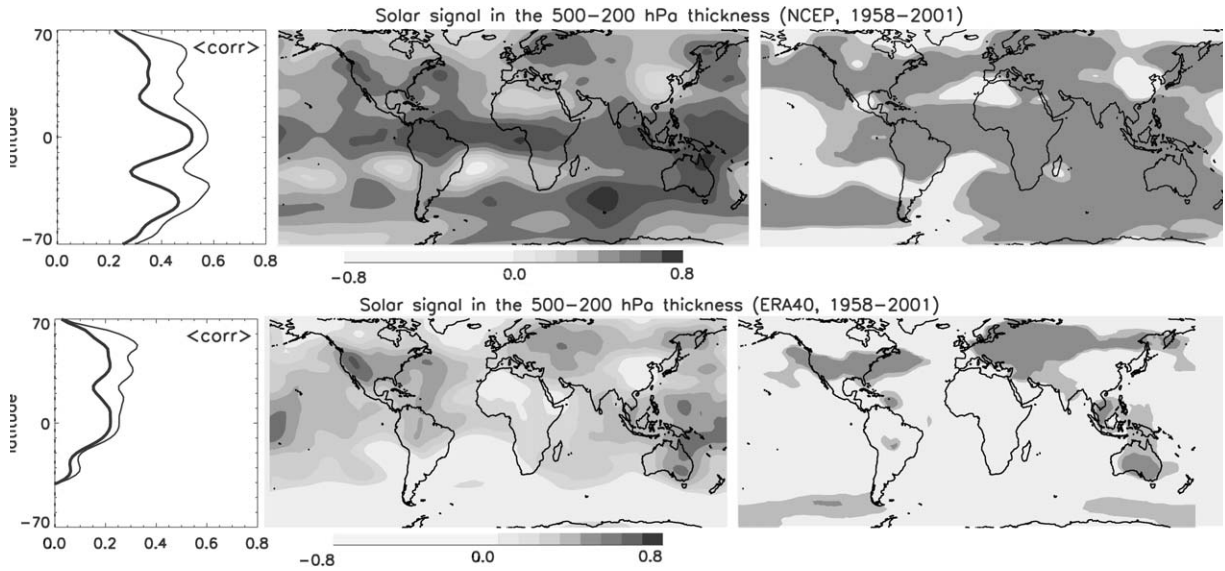 Solar signal in the 500−200 hPa thickness (NCEP, 1958−2001)
70
<corr>
latitude
0
−70
0.0 0.2 0.4 0.6 0.8
−0.8 0.0 0.8
Solar signal in the 500−200 hPa thickness (ERA40, 1958−2001)
70
<corr>
latitude
0
−70
0.0 0.2 0.4 0.6 0.8
−0.8 0.0 0.8